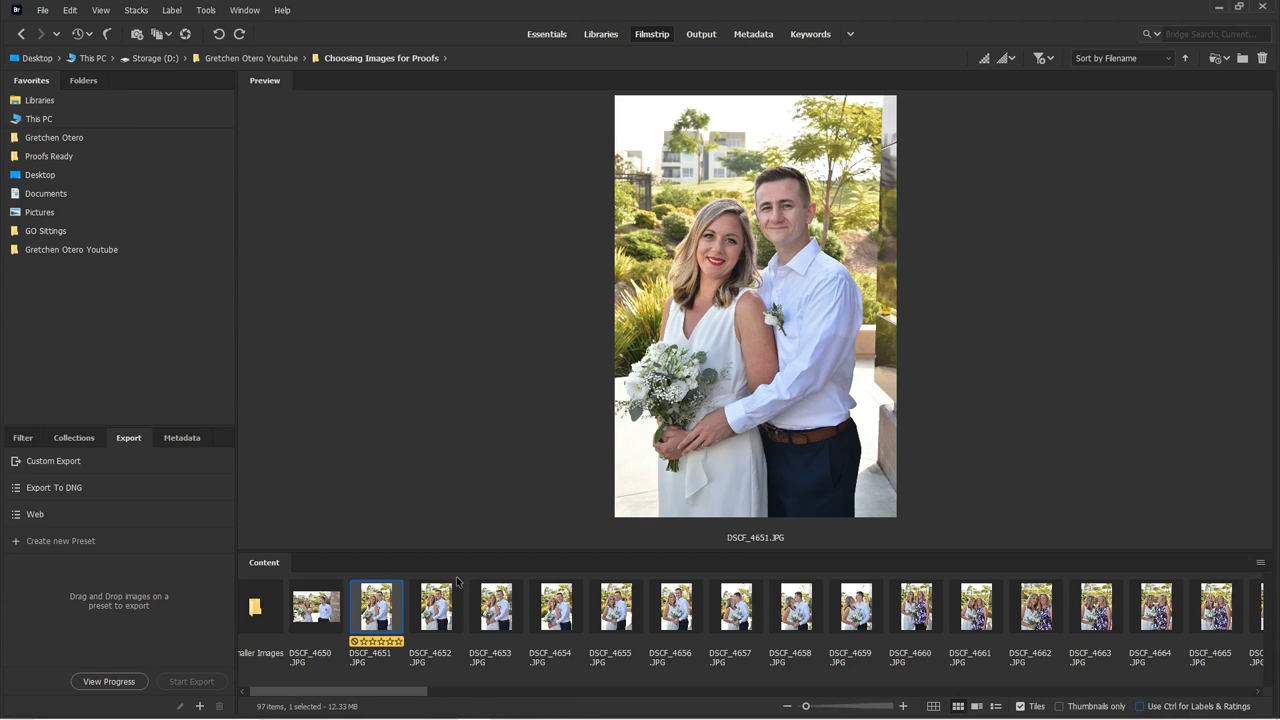 Br File Edit View Stacks Label Tools Window Help
Essentials Libraries Filmstrip Output Metadata Keywords Bridge Search: Current...
Desktop › This PC › Storage (D:) › Gretchen Otero Youtube › Choosing Images for Proofs › Sort by Filename
Favorites Folders
Preview
Libraries
This PC
Gretchen Otero
Proofs Ready
Desktop
Documents
Pictures
GO Sittings
Gretchen Otero Youtube
Filter Collections Export Metadata
Custom Export
Export To DNG
Web
Create new Preset
Drag and Drop images on a
preset to export
View Progress Start Export
DSCF_4651.JPG
Content
aller Images
DSCF_4650
.JPG
DSCF_4651
.JPG
DSCF_4652
.JPG
DSCF_4653
.JPG
DSCF_4654
.JPG
DSCF_4655
.JPG
DSCF_4656
.JPG
DSCF_4657
.JPG
DSCF_4658
.JPG
DSCF_4659
.JPG
DSCF_4660
.JPG
DSCF_4661
.JPG
DSCF_4662
.JPG
DSCF_4663
.JPG
DSCF_4664
.JPG
DSCF_4665
.JPG
97 items, 1 selected - 12.33 MB Tiles Thumbnails only Use Ctrl for Labels & Ratings